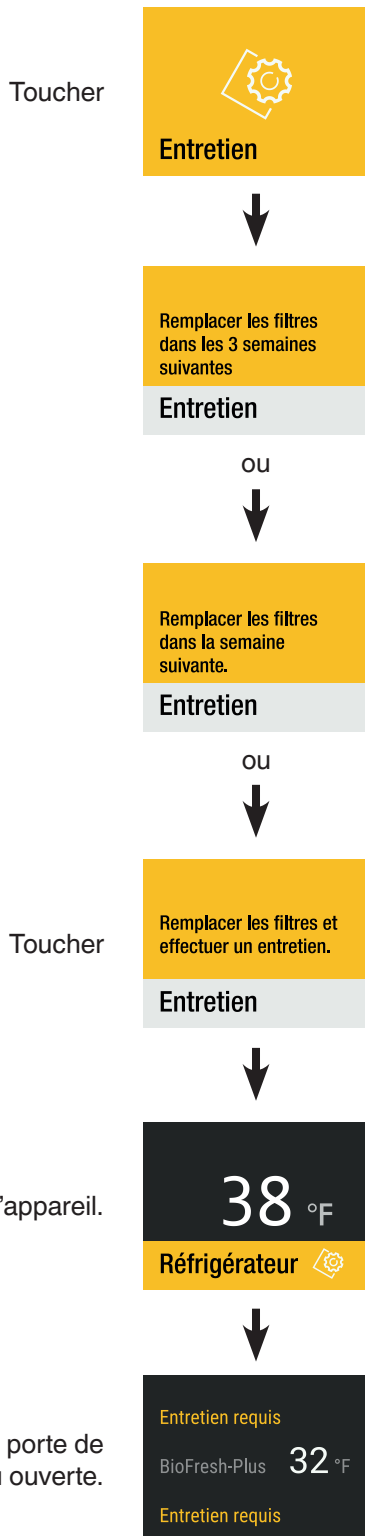 Toucher
Entretien
Remplacer les filtres
dans les 3 semaines
suivantes
Entretien
ou
Remplacer les filtres
dans la semaine
suivante.
Entretien
ou
Toucher
Remplacer les filtres et
effectuer un entretien.
Entretien
'appareil.
38 °F
Réfrigérateur
Entretien requis
porte de
BioFresh-Plus 32 °F
ouverte.
Entretien requis